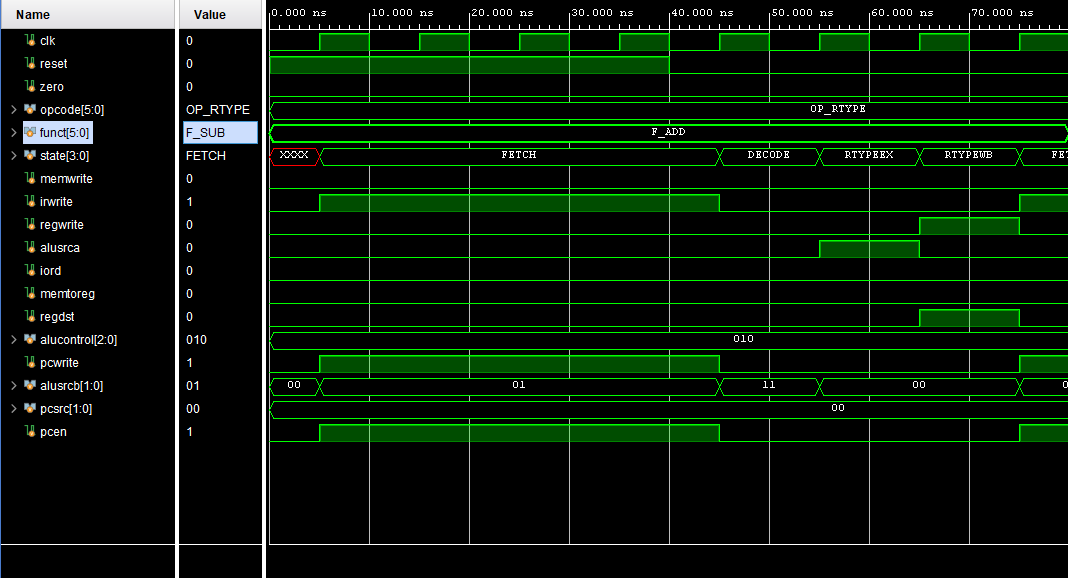 Name Value 0.000 ns 10.000 ns 20.000 ns 30.000 ns 40.000 ns 50.000 ns 60.000 ns 70.000 ns
clk 0
reset 0
zero 0
opcode[5:0] OP_RTYPE OP_RTYPE
funct[5:0] F_SUB F_ADD
state[3:0] FETCH XXXX FETCH DECODE RTYPEEX RTYPEWB
memwrite 0
irwrite 1
regwrite 0
alusrca 0
iord 0
memtoreg 0
regdst 0
alucontrol[2:0] 010 010
pcwrite 1
alusrcb[1:0] 01 00 01 11 00
pcsrc[1:0] 00 00
pcen 1